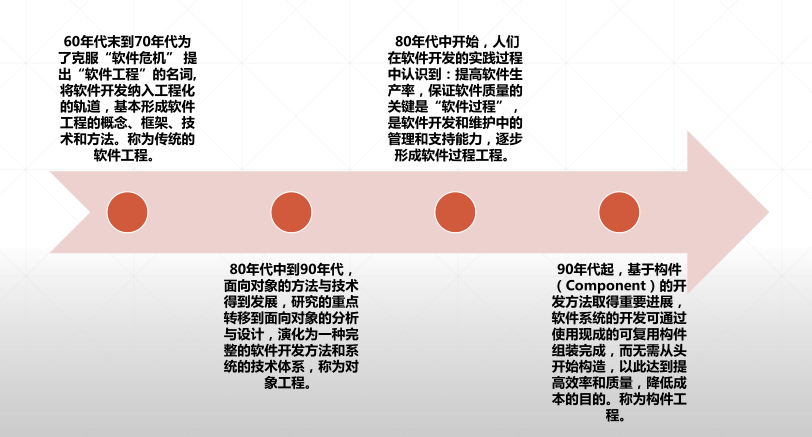 60年代末到70年代为
了克服“软件危机” 提
出“软件工程”的名词,
将软件开发纳入工程化
的轨道，基本形成软件
工程的概念、框架、技
术和方法。称为传统的
软件工程。
80年代中到90年代，
面向对象的方法与技术
得到发展，研究的重点
转移到面向对象的分析
与设计，演化为一种完
整的软件开发方法和系
统的技术体系，称为对
象工程。
80年代中开始，人们
在软件开发的实践过程
中认识到：提高软件生
产率，保证软件质量的
关键是“软件过程”，
是软件开发和维护中的
管理和支持能力，逐步
形成软件过程工程。
90年代起，基于构件
（Component）的开
发方法取得重要进展，
软件系统的开发可通过
使用现成的可复用构件
组装完成，而无需从头
开始构造，以此达到提
高效率和质量，降低成
本的目的。称为构件工
程。